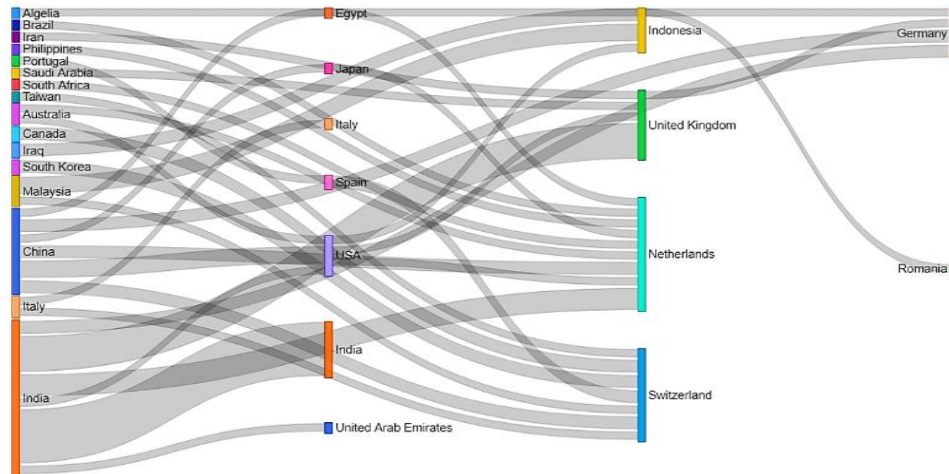 Algelia
Brazil
Iran
Philippines
Portugal
Saudi Arabia
South Africa
Taiwan
Australia
Canada
Iraq
South Korea
Malaysia
China
Italy
India
Egypt
Japan
Italy
Spain
USA
India
United Arab Emirates
Indonesia
United Kingdom
Netherlands
Switzerland
Germany
Romania